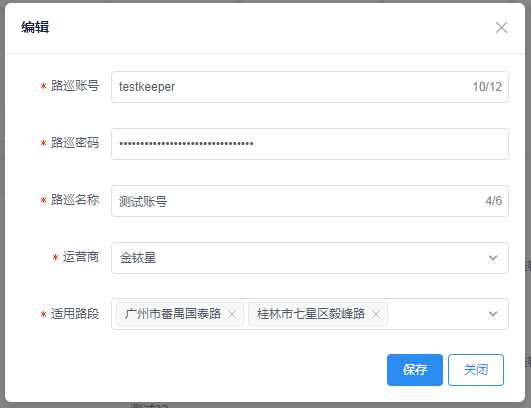 编辑
* 路巡账号 testkeeper 10/12
* 路巡密码 ••••••••••••••••••••••••••••••••
* 路巡名称 测试账号 4/6
* 运营商 金铱星
* 适用路段 广州市番禺国泰路 × 桂林市七星区毅峰路 ×
保存 关闭